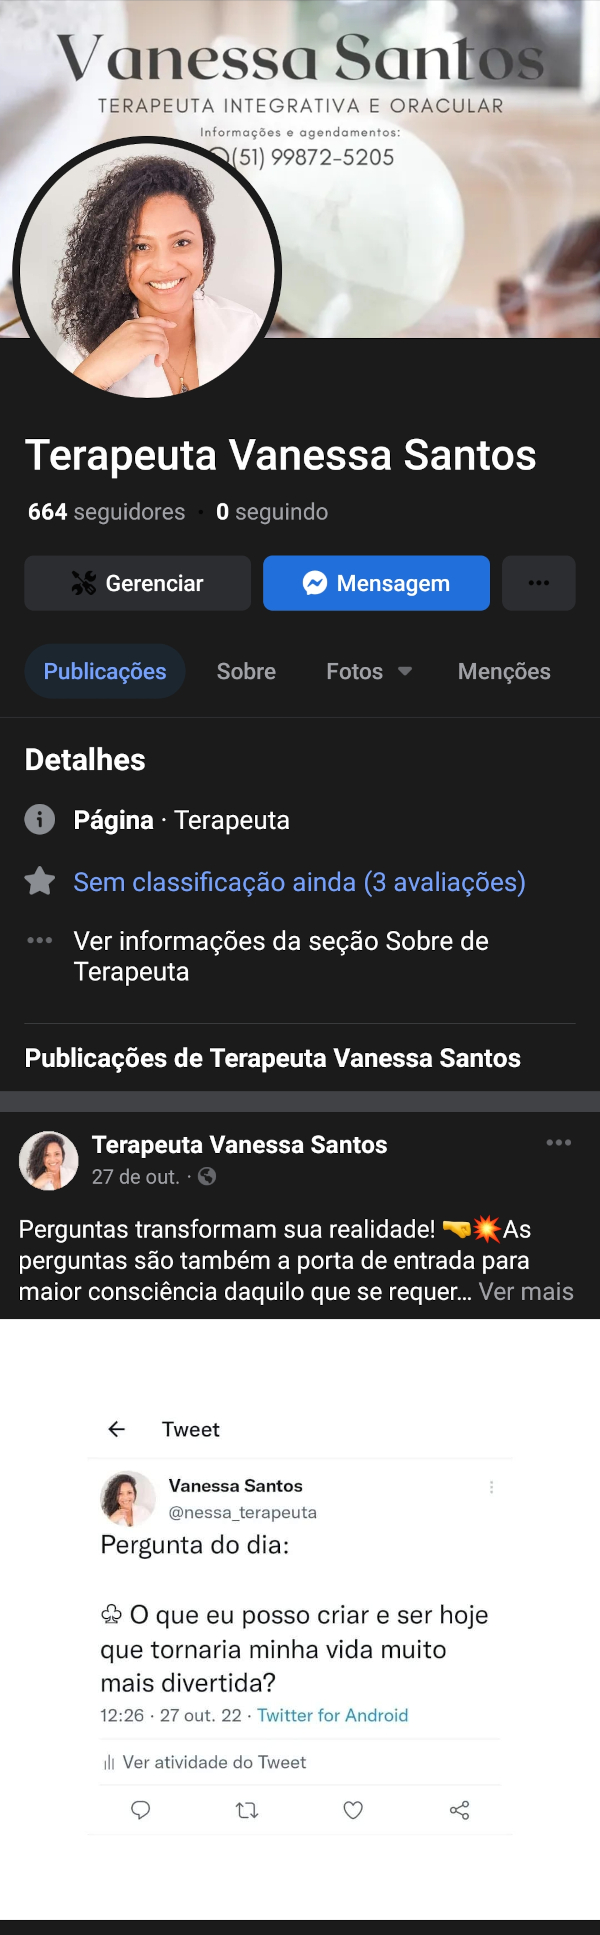 Vanessa Santos
TERAPEUTA INTEGRATIVA E ORACULAR
Informações e agendamentos:
(51) 99872-5205
Terapeuta Vanessa Santos
664 seguidores · 0 seguindo
Gerenciar
Mensagem
Publicações
Sobre
Fotos
Menções
Detalhes
Página · Terapeuta
Sem classificação ainda (3 avaliações)
Ver informações da seção Sobre de
Terapeuta
Publicações de Terapeuta Vanessa Santos
Terapeuta Vanessa Santos
27 de out. ·
Perguntas transformam sua realidade! 🤜💥As
perguntas são também a porta de entrada para
maior consciência daquilo que se requer... Ver mais
Tweet
Vanessa Santos
@nessa_terapeuta
Pergunta do dia:
♧ O que eu posso criar e ser hoje
que tornaria minha vida muito
mais divertida?
12:26 · 27 out. 22 · Twitter for Android
Ver atividade do Tweet